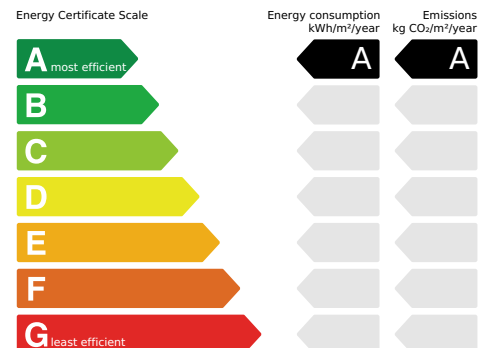 Energy Certificate Scale
Energy consumption
kWh/m²/year
Emissions
kg CO₂/m²/year
A most efficient
A
A
B
C
D
E
F
G least efficient